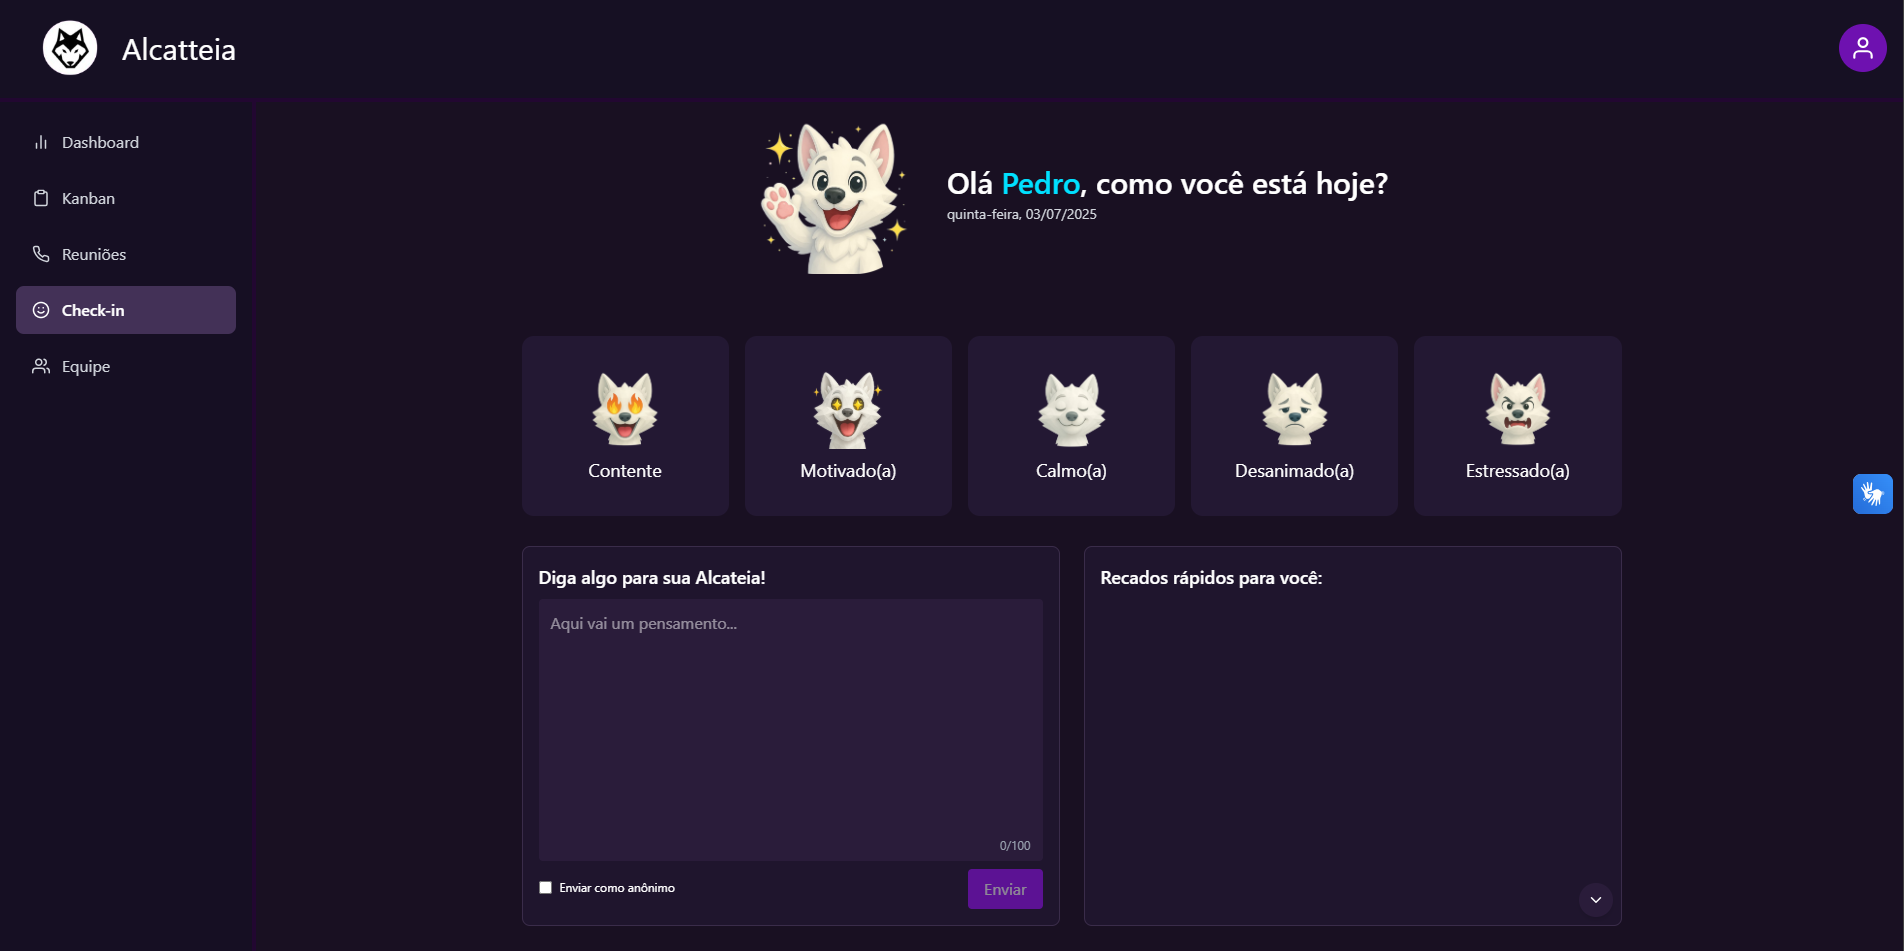 Alcatteia
Dashboard
Kanban
Reuniões
Check-in
Equipe
Olá Pedro, como você está hoje?
quinta-feira, 03/07/2025
Contente
Motivado(a)
Calmo(a)
Desanimado(a)
Estressado(a)
Diga algo para sua Alcateia!
Aqui vai um pensamento...
0/100
Enviar como anônimo
Enviar
Recados rápidos para você: